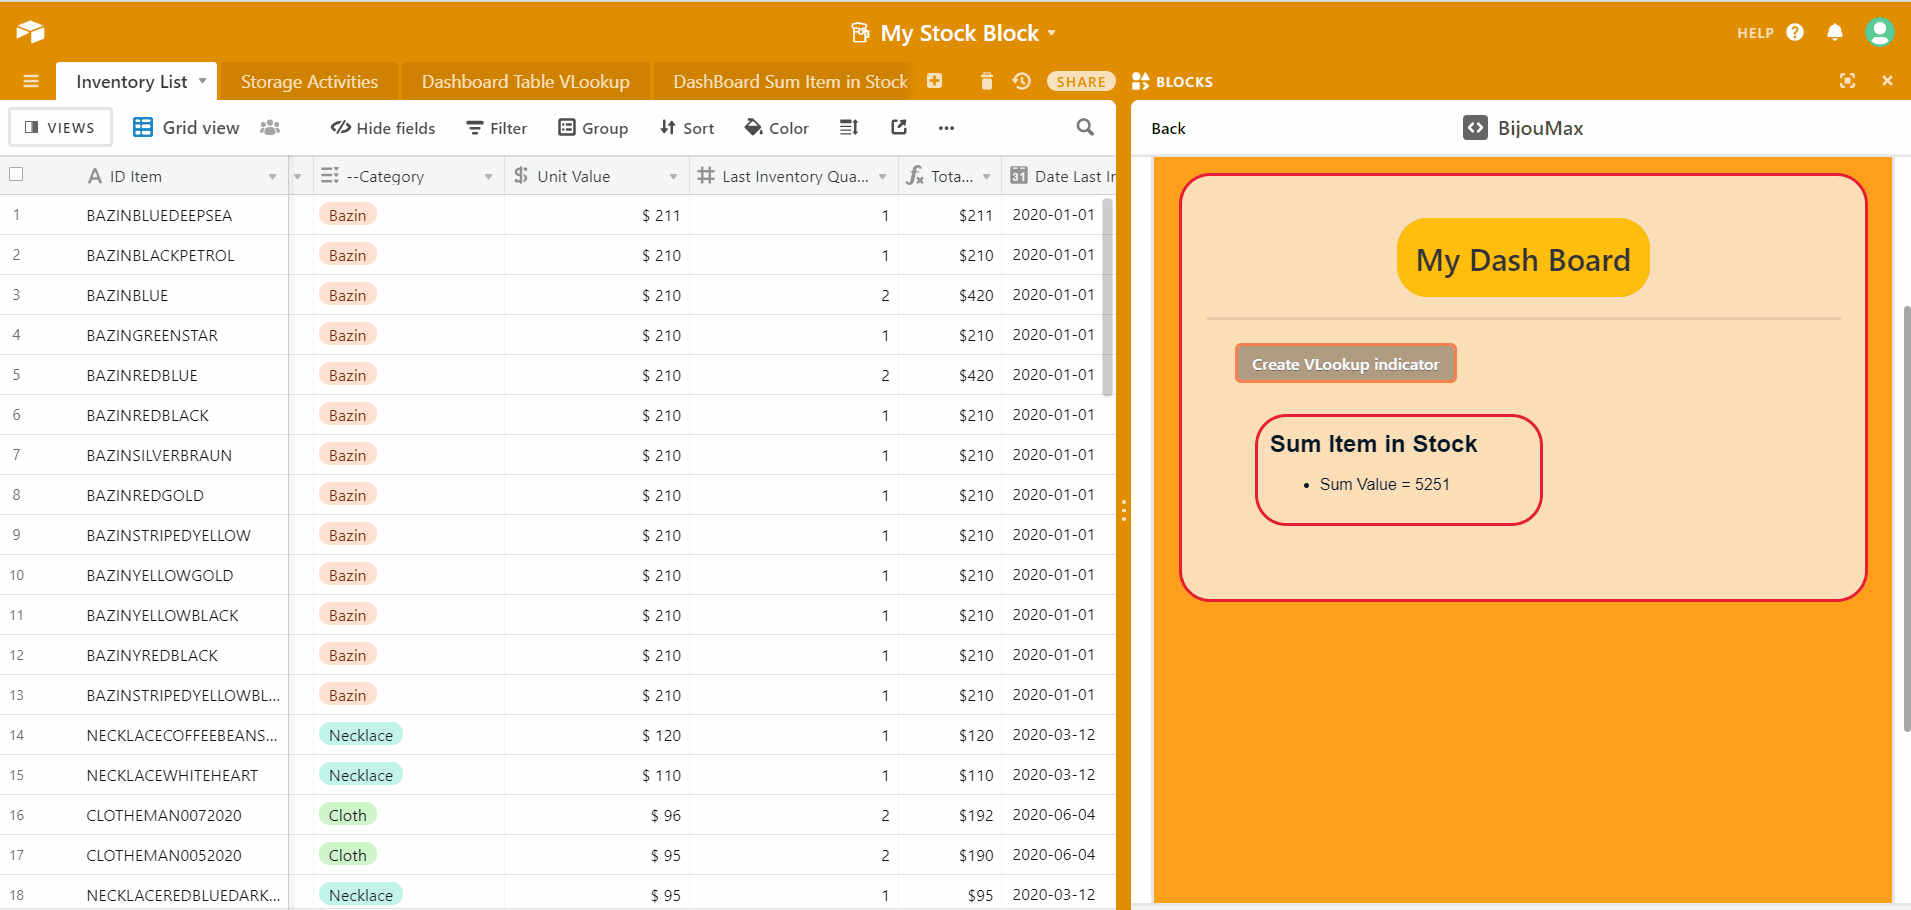 My Stock Block
HELP ?
Inventory List
Storage Activities
Dashboard Table VLookup
DashBoard Sum Item in Stock
SHARE
BLOCKS
VIEWS
Grid view
Hide fields
Filter
Group
Sort
Color
Back
BijouMax
A ID Item
--Category
$ Unit Value
Last Inventory Qua...
fx Tota...
31 Date Last In
1 BAZINBLUEDEEPSEA Bazin $ 211 1 $211 2020-01-01
2 BAZINBLACKPETROL Bazin $ 210 1 $210 2020-01-01
3 BAZINBLUE Bazin $ 210 2 $420 2020-01-01
4 BAZINGREENSTAR Bazin $ 210 1 $210 2020-01-01
5 BAZINREDBLUE Bazin $ 210 2 $420 2020-01-01
6 BAZINREDBLACK Bazin $ 210 1 $210 2020-01-01
7 BAZINSILVERBRAUN Bazin $ 210 1 $210 2020-01-01
8 BAZINREDGOLD Bazin $ 210 1 $210 2020-01-01
9 BAZINSTRIPEDYELLOW Bazin $ 210 1 $210 2020-01-01
10 BAZINYELLOWGOLD Bazin $ 210 1 $210 2020-01-01
11 BAZINYELLOWBLACK Bazin $ 210 1 $210 2020-01-01
12 BAZINYREDBLACK Bazin $ 210 1 $210 2020-01-01
13 BAZINSTRIPEDYELLOWBL... Bazin $ 210 1 $210 2020-01-01
14 NECKLACECOFFEEBEANS... Necklace $ 120 1 $120 2020-03-12
15 NECKLACEWHITEHEART Necklace $ 110 1 $110 2020-03-12
16 CLOTHEMAN0072020 Cloth $ 96 2 $192 2020-06-04
17 CLOTHEMAN0052020 Cloth $ 95 2 $190 2020-06-04
18 NECKLACEREDBLUEDARK... Necklace $ 95 1 $95 2020-03-12
My Dash Board
Create VLookup indicator
Sum Item in Stock
• Sum Value = 5251